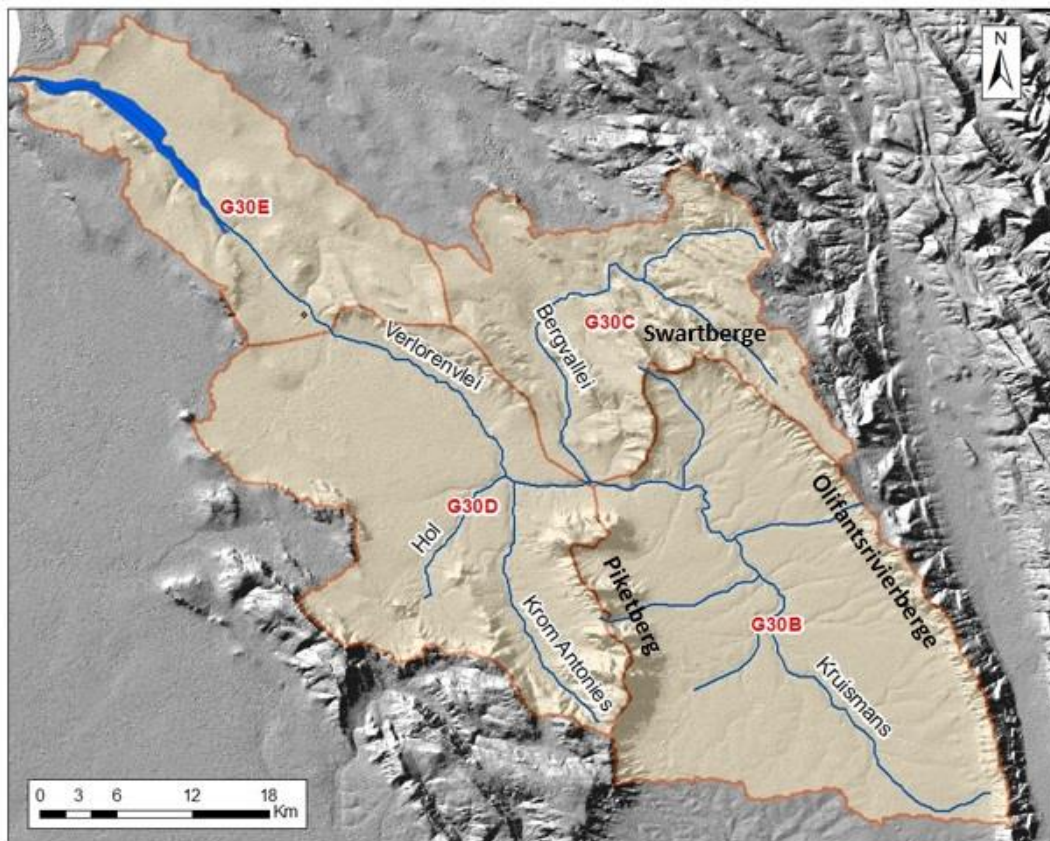 N
G30E
G30C
Bergvallei
Swartberge
Verlorenvlei
Olifantsrivierberge
G30D
Hol
Piketberg
Krom Antonies
G30B
Kruismans
0 3 6 12 18
Km